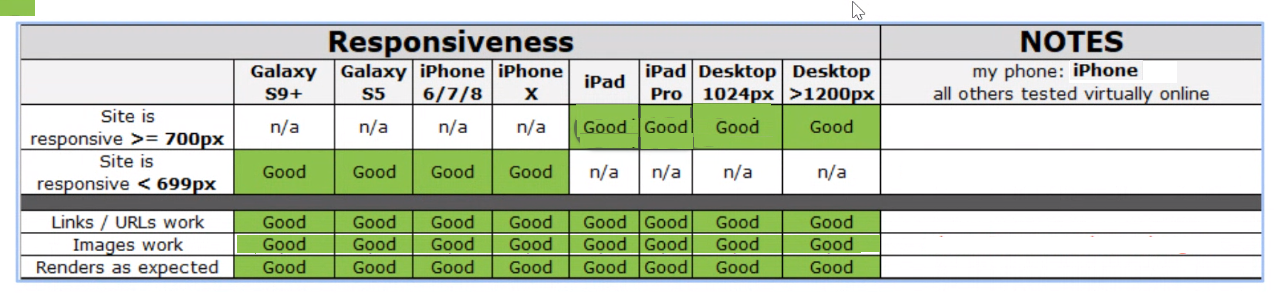 Responsiveness NOTES
Galaxy S9+ Galaxy S5 iPhone 6/7/8 iPhone X iPad iPad Pro Desktop 1024px Desktop >1200px my phone: iPhone
all others tested virtually online
Site is
responsive >= 700px n/a n/a n/a n/a Good Good Good Good
Site is
responsive < 699px Good Good Good Good n/a n/a n/a n/a
Links / URLs work Good Good Good Good Good Good Good Good
Images work Good Good Good Good Good Good Good Good
Renders as expected Good Good Good Good Good Good Good Good